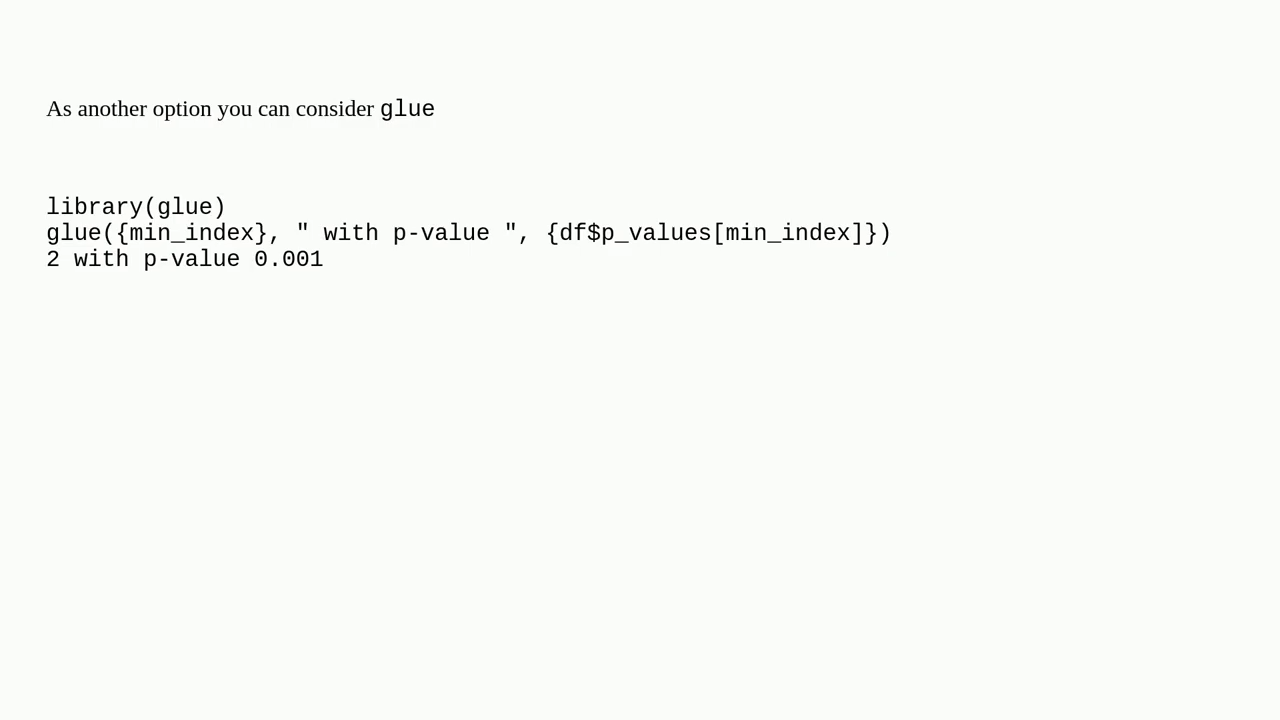 As another option you can consider glue
library(glue)
glue({min_index}, " with p-value ", {df$p_values[min_index]})
2 with p-value 0.001